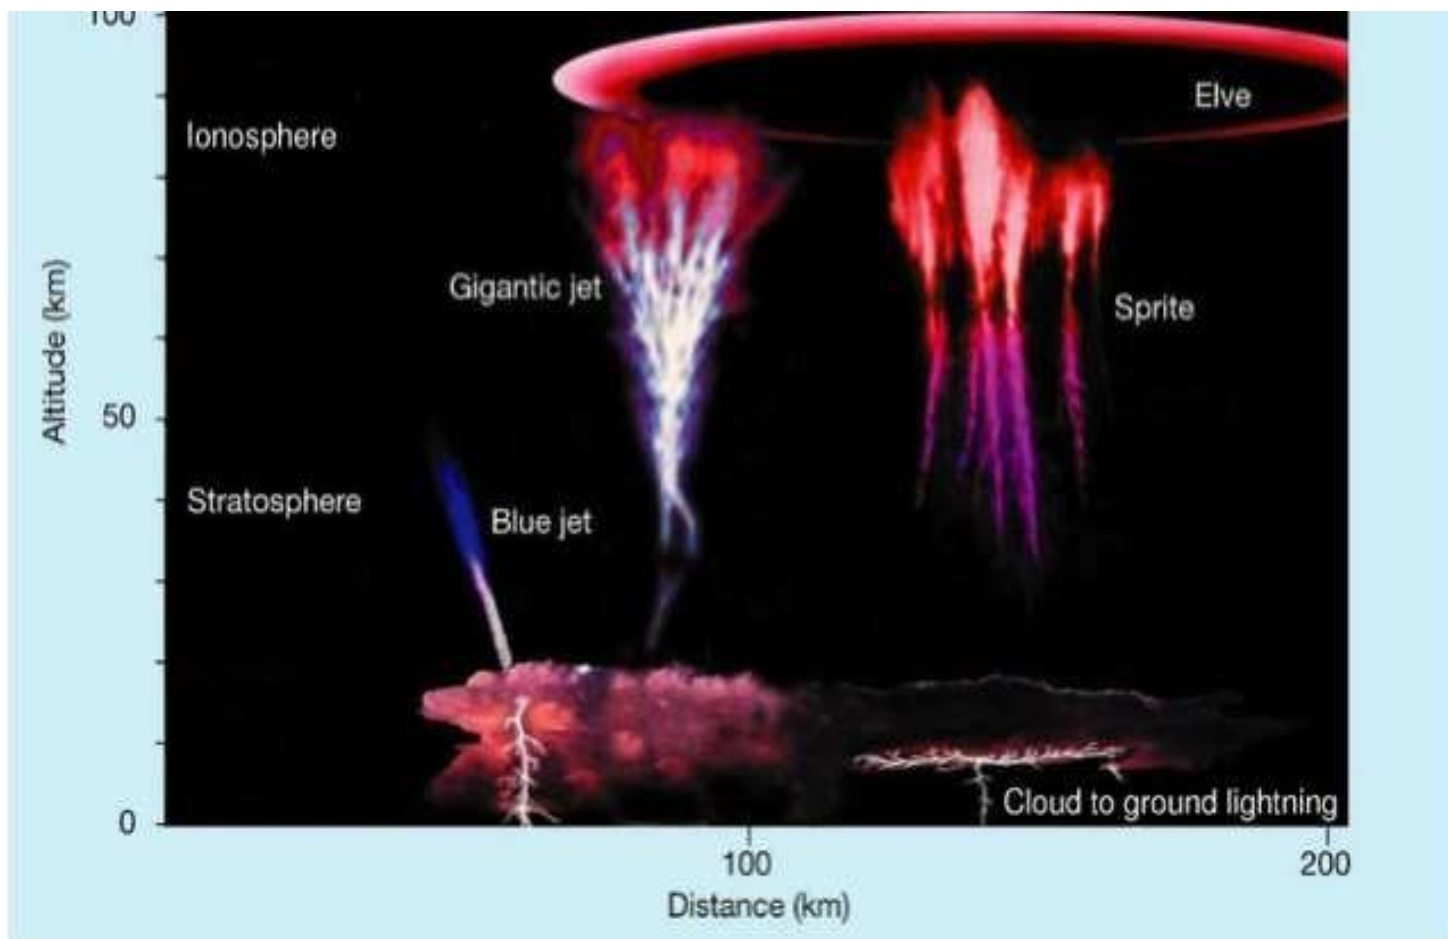 100
Elve
Ionosphere
Gigantic jet
Sprite
Altitude (km)
50
Stratosphere
Blue jet
Cloud to ground lightning
0
100
200
Distance (km)